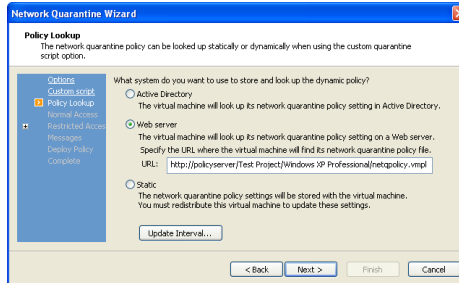 Network Quarantine Wizard
Policy Lookup
The network quarantine policy can be looked up statically or dynamically when using the custom quarantine
script option.
Options
Custom script
Policy Lookup
Normal Access
Restricted Acces
Messages
Deploy Policy
Complete
What system do you want to use to store and look up the dynamic policy?
Active Directory
The virtual machine will look up its network quarantine policy setting in Active Directory.
Web server
The virtual machine will look up its network quarantine policy setting on a Web server.
Specify the URL where the virtual machine will find its network quarantine policy file.
URL: http://policyserver/Test Project/Windows XP Professional/netqpolicy.vmpl
Static
The network quarantine policy settings will be stored with the virtual machine.
You must redistribute this virtual machine to update these settings.
Update Interval...
< Back Next > Finish Cancel